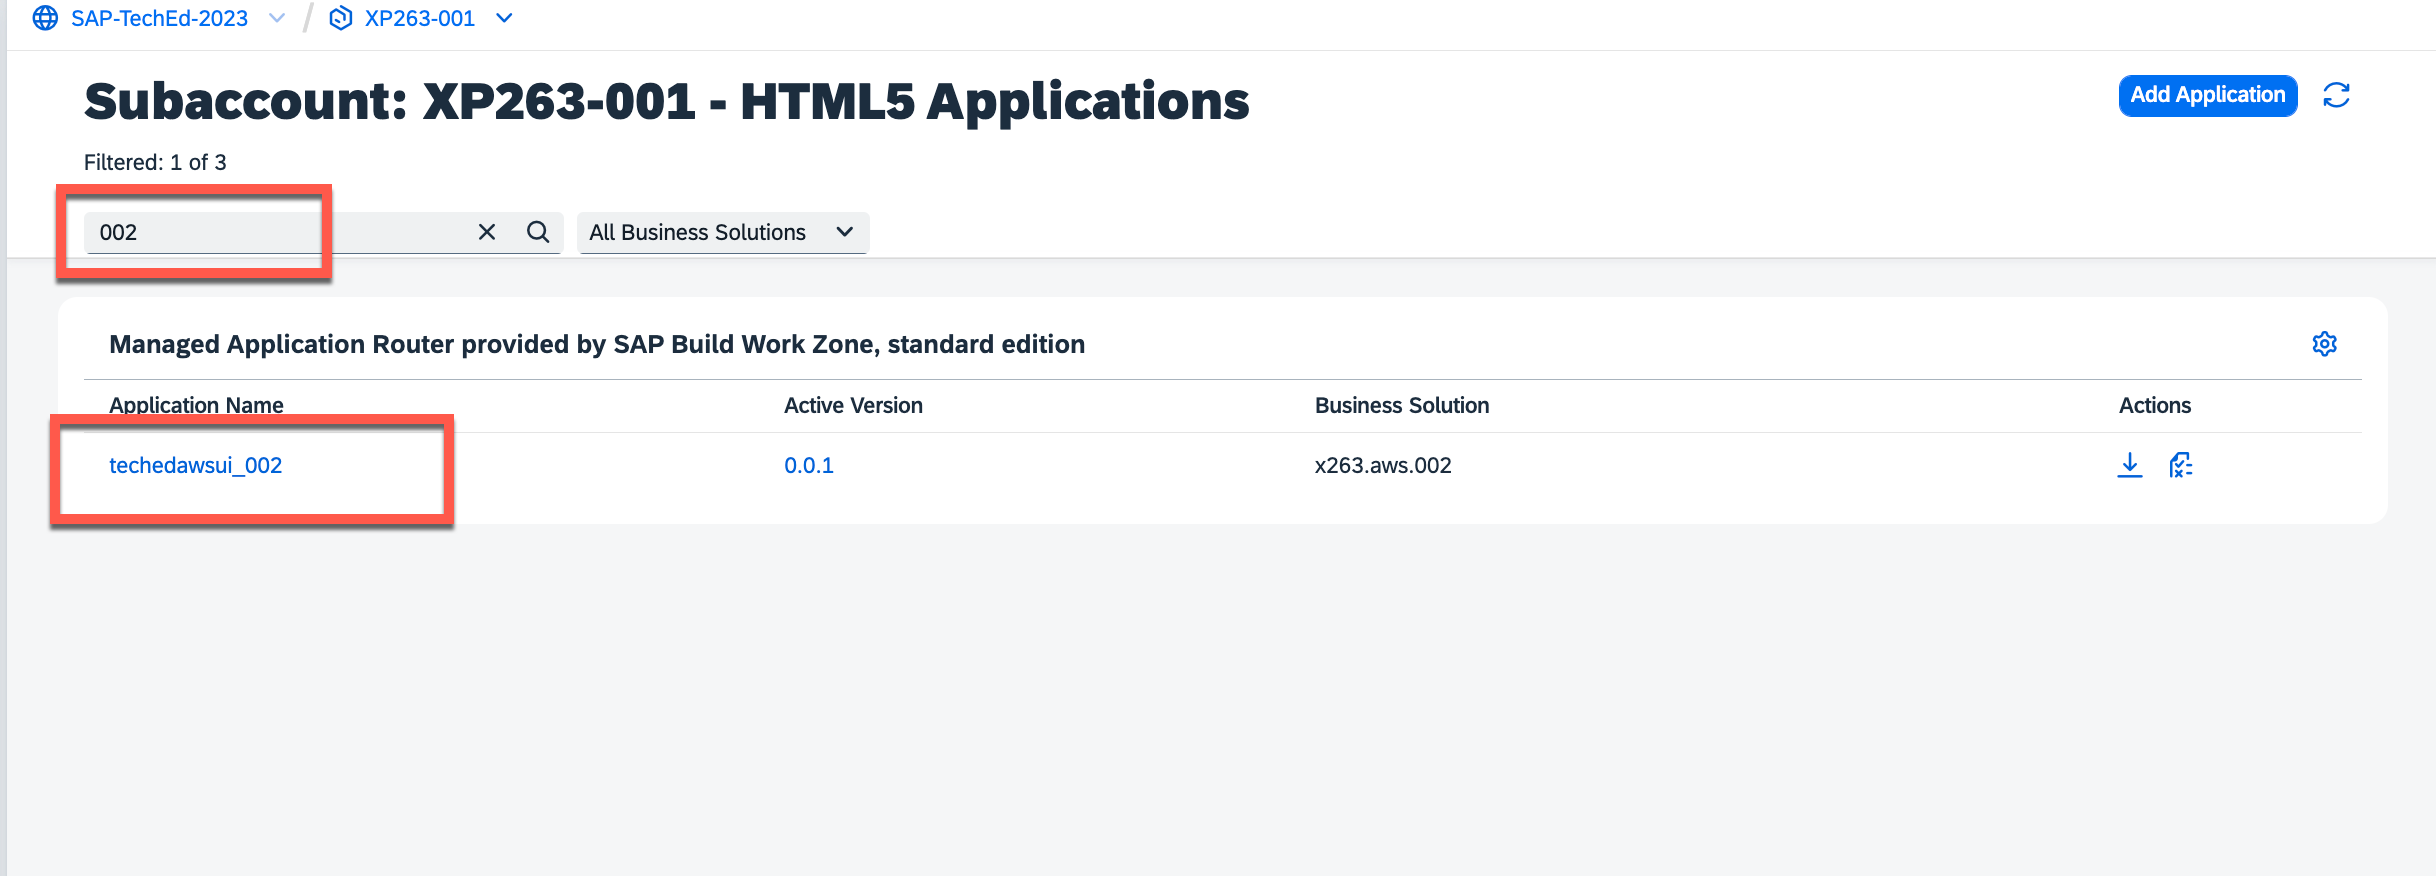 SAP-TechEd-2023 / XP263-001
Subaccount: XP263-001 - HTML5 Applications
Add Application
Filtered: 1 of 3
002
All Business Solutions
Managed Application Router provided by SAP Build Work Zone, standard edition
Application Name Active Version Business Solution Actions
techedawsui_002 0.0.1 x263.aws.002